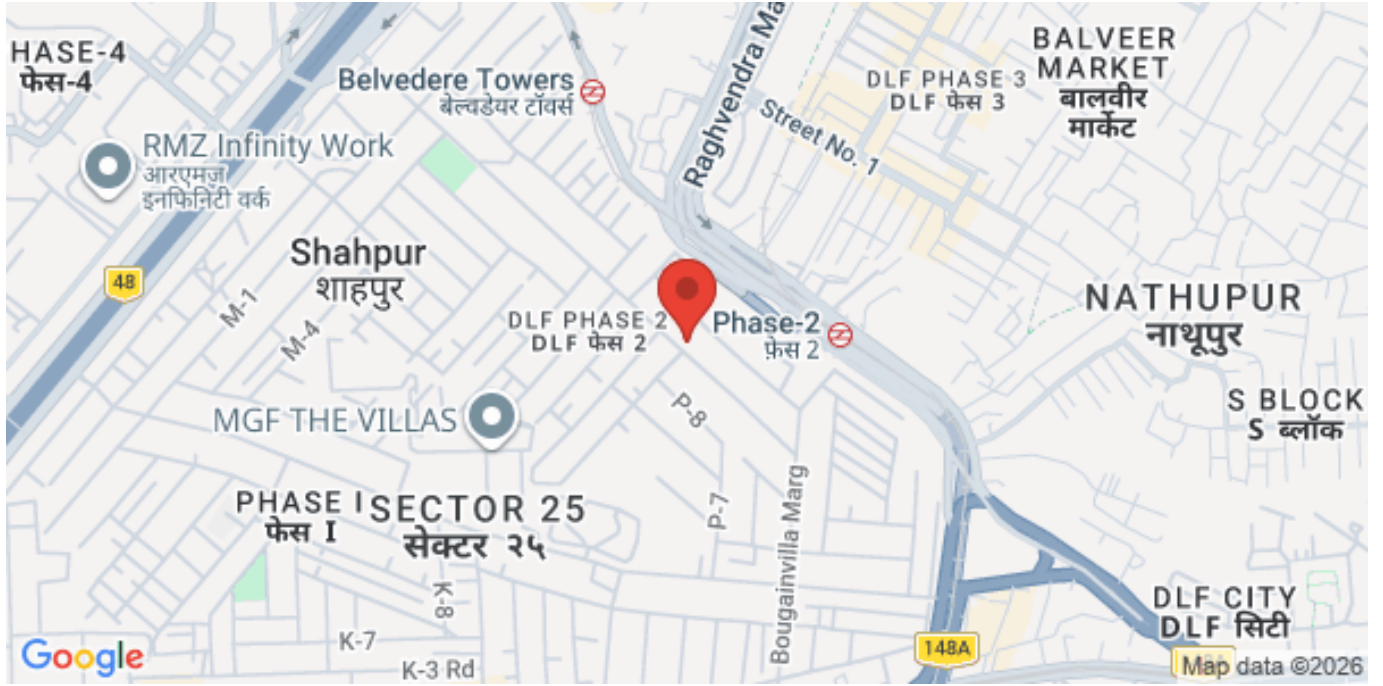 HASE-4
फेस-4
Belvedere Towers
बेल्वडेयर टॉवर्स
Raghvendra Ma
DLF PHASE 3
DLF फेस 3
BALVEER
MARKET
बालवीर
मार्केट
Street No. 1
RMZ Infinity Work
आरएमज़
इनफिनिटी वर्क
Shahpur
शाहपुर
48
M-1
M-4
DLF PHASE 2
DLF फेस 2
Phase-2
फ़ेस 2
NATHUPUR
नाथूपुर
S BLOCK
S ब्लॉक
MGF THE VILLAS
P-8
PHASE I
फेस I
SECTOR 25
सेक्टर २५
P-7
Bougainvilla Marg
K-8
K-7
K-3 Rd
148A
DLF CITY
DLF सिटी
Google
Map data ©2026